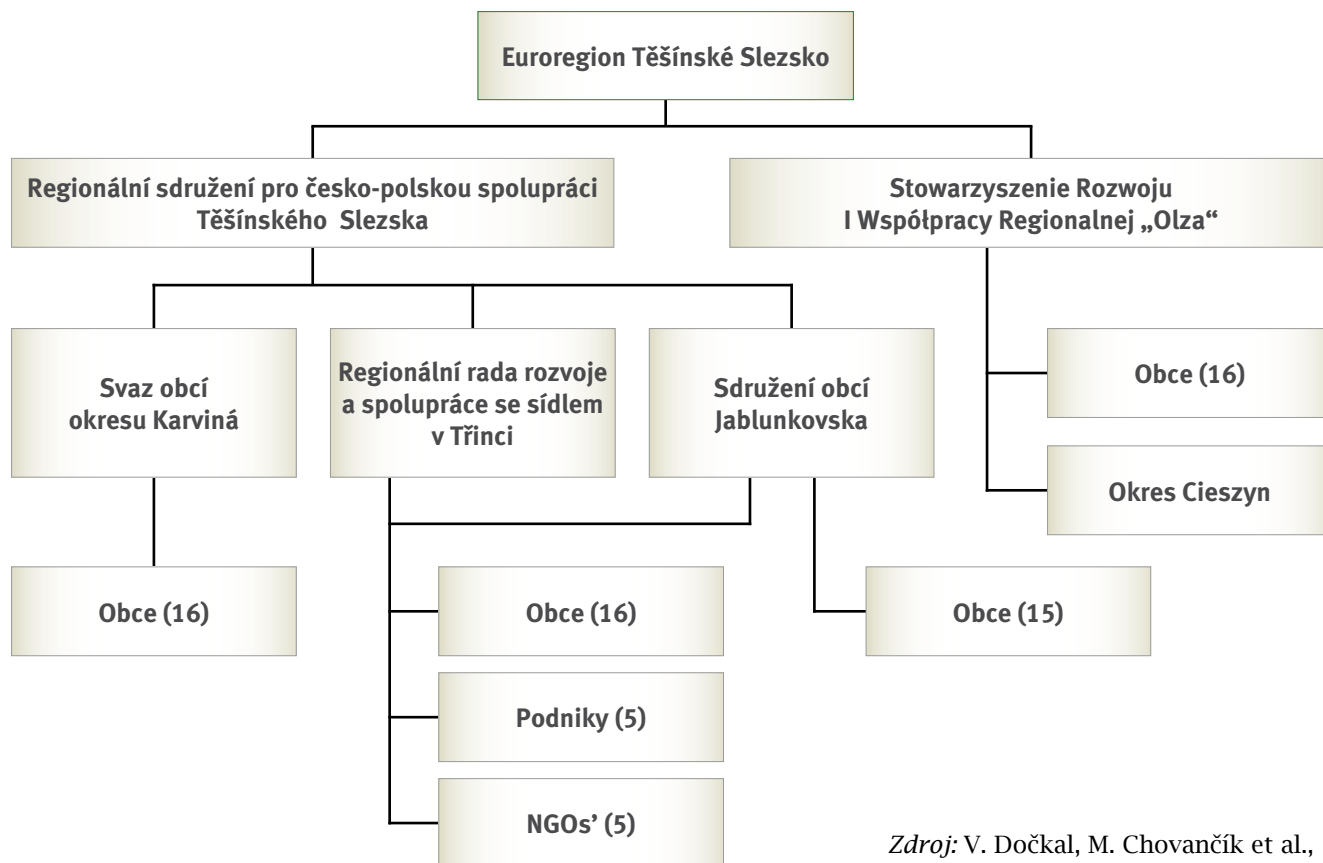 Euroregion Těšínské Slezsko
Regionální sdružení pro česko-polskou spolupráci
Těšínského Slezska
Stowarzyszenie Rozwoju
I Współpracy Regionalnej „Olza“
Svaz obcí
okresu Karviná
Regionální rada rozvoje
a spolupráce se sídlem
v Třinci
Sdružení obcí
Jablunkovska
Obce (16)
Okres Cieszyn
Obce (16)
Obce (16)
Obce (15)
Podniky (5)
NGOs’ (5)
Zdroj: V. Dočkal, M. Chovančík et al.,